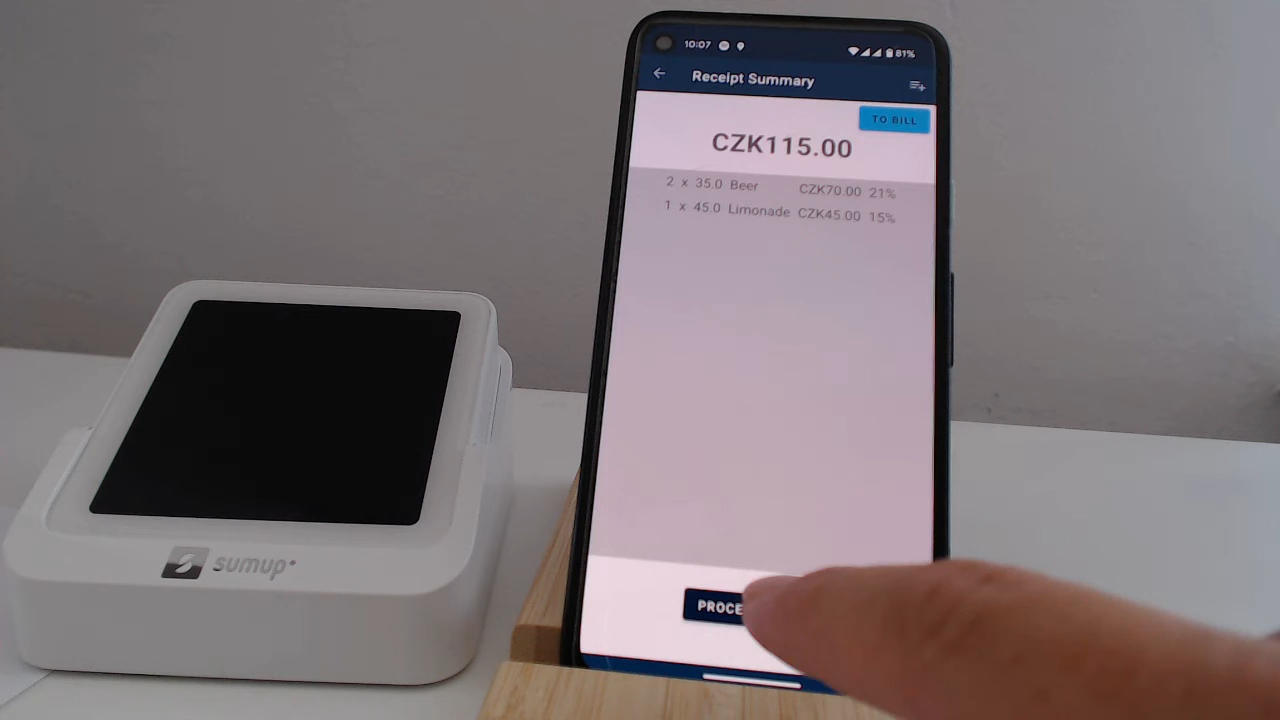 10:07 81%
Receipt Summary
TO BILL
CZK115.00
2 x 35.0 Beer CZK70.00 21%
1 x 45.0 Limonade CZK45.00 15%
sumup